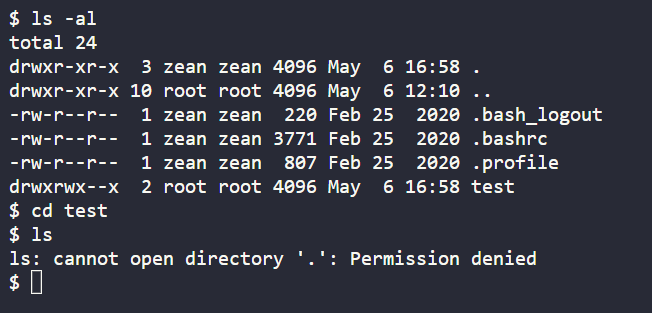 $ ls -al
total 24
drwxr-xr-x  3 zean zean 4096 May  6 16:58 .
drwxr-xr-x 10 root root 4096 May  6 12:10 ..
-rw-r--r--  1 zean zean  220 Feb 25  2020 .bash_logout
-rw-r--r--  1 zean zean 3771 Feb 25  2020 .bashrc
-rw-r--r--  1 zean zean  807 Feb 25  2020 .profile
drwxrwx--x  2 root root 4096 May  6 16:58 test
$ cd test
$ ls
ls: cannot open directory '.': Permission denied
$